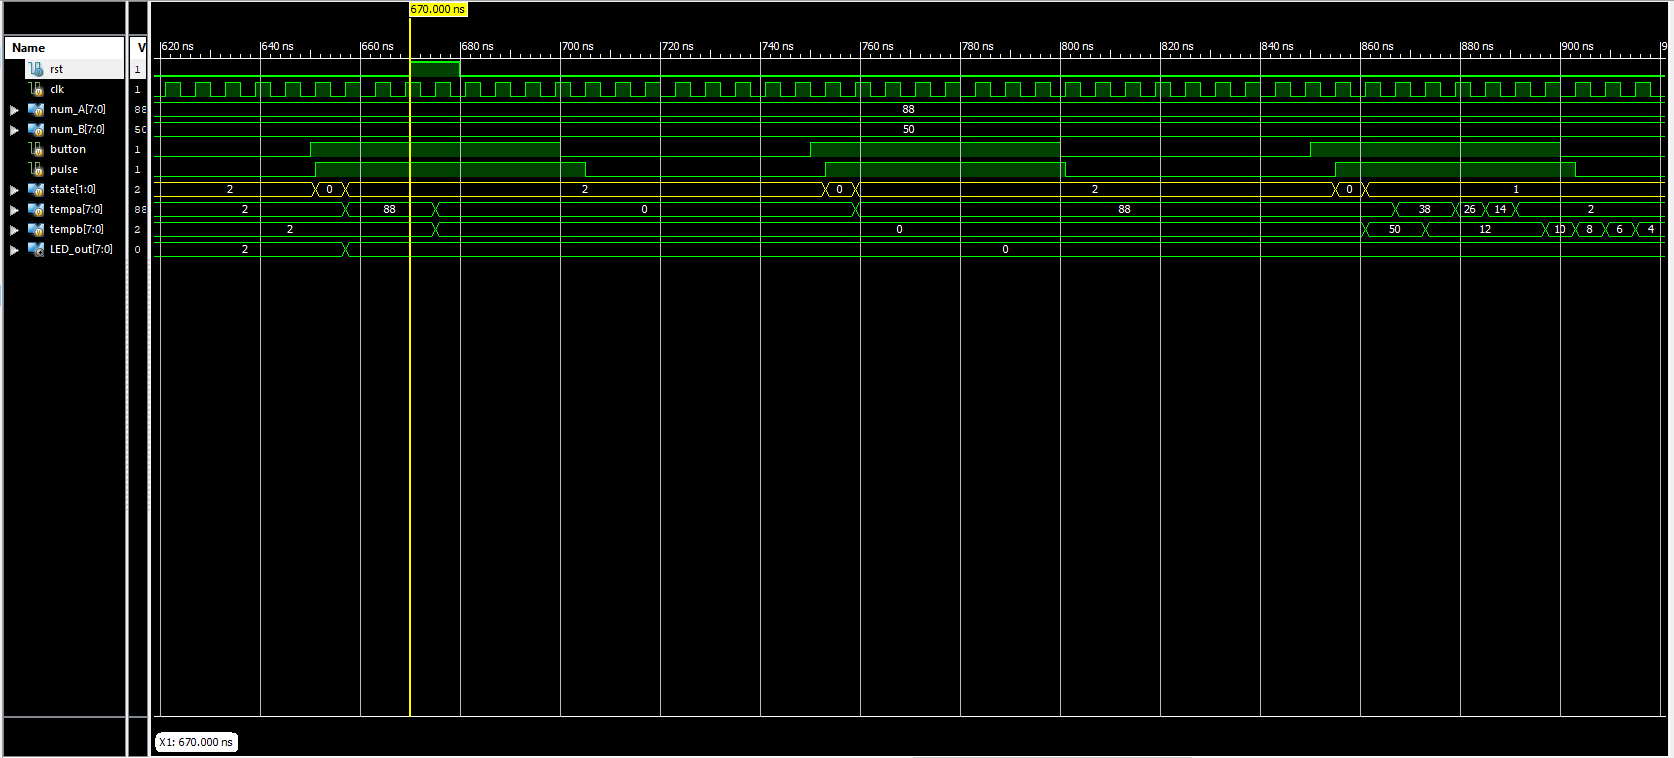 670.000 ns
Name V 620 ns 640 ns 660 ns 680 ns 700 ns 720 ns 740 ns 760 ns 780 ns 800 ns 820 ns 840 ns 860 ns 880 ns 900 ns 9
rst 1
clk 1
num_A[7:0] 88 88
num_B[7:0] 50 50
button 1
pulse 1
state[1:0] 2 2 0 2 0 2 0 1
tempa[7:0] 88 2 88 0 88 38 26 14 2
tempb[7:0] 2 2 0 50 12 10 8 6 4
LED_out[7:0] 0 2 0
X1: 670.000 ns